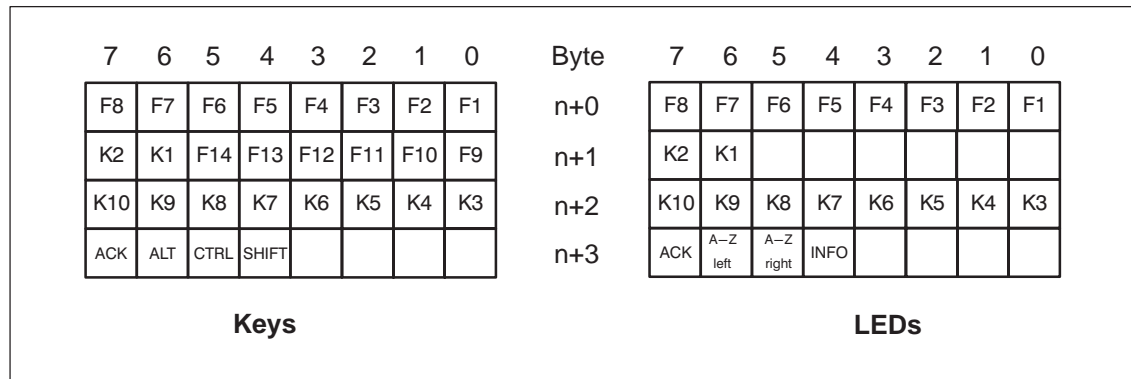 7 6 5 4 3 2 1 0 Byte 7 6 5 4 3 2 1 0
F8 F7 F6 F5 F4 F3 F2 F1 n+0 F8 F7 F6 F5 F4 F3 F2 F1
K2 K1 F14 F13 F12 F11 F10 F9 n+1 K2 K1
K10 K9 K8 K7 K6 K5 K4 K3 n+2 K10 K9 K8 K7 K6 K5 K4 K3
ACK ALT CTRL SHIFT n+3 ACK A–Z left A–Z right INFO
Keys LEDs